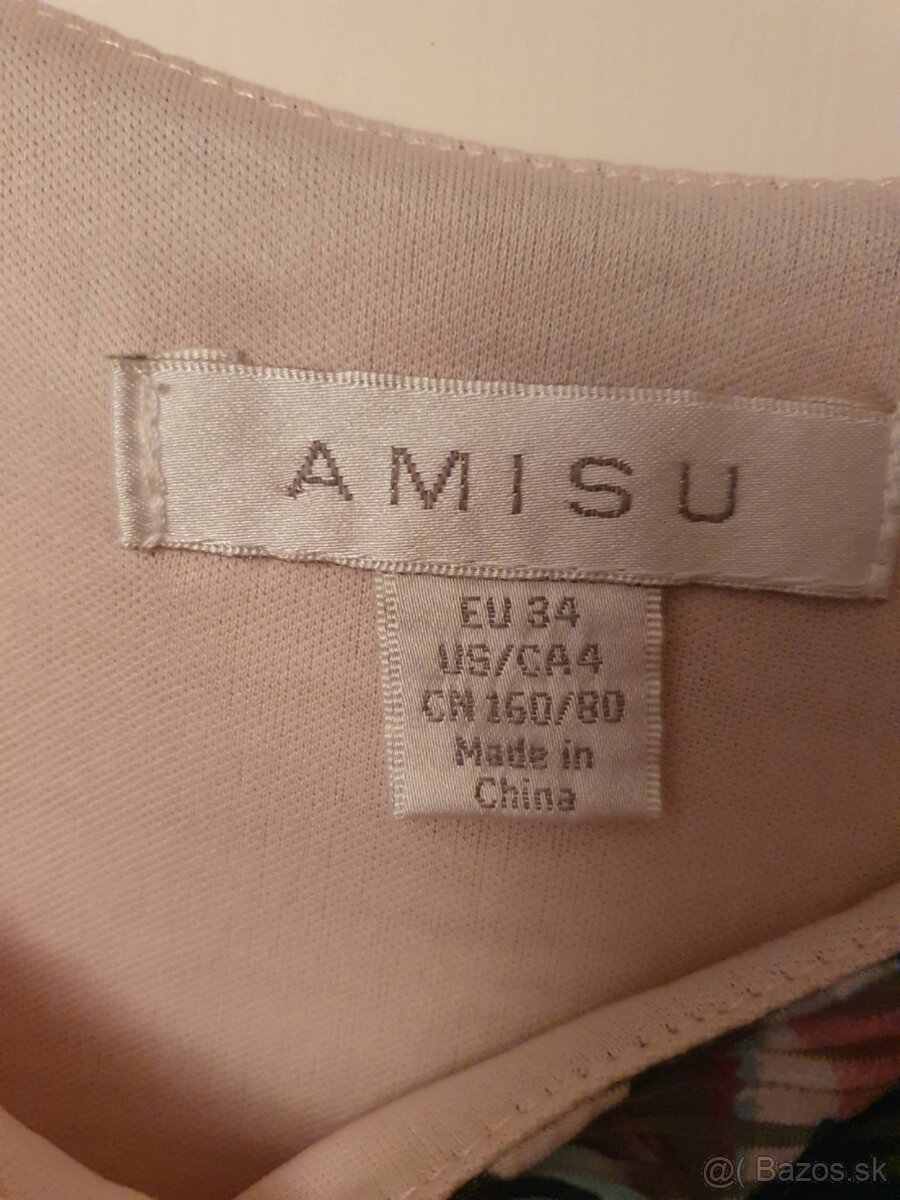 AMISU
EU 34
US/CA4
CN 160/80
Made in
China
@( Bazos.sk